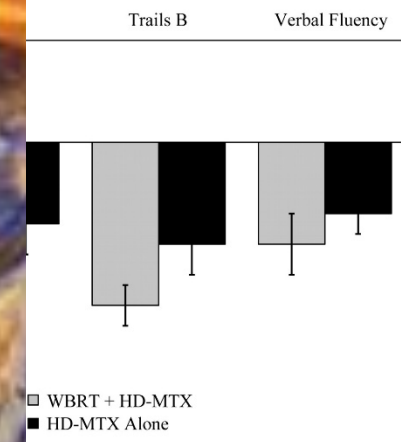 Trails B
Verbal Fluency
WBRT + HD-MTX
HD-MTX Alone